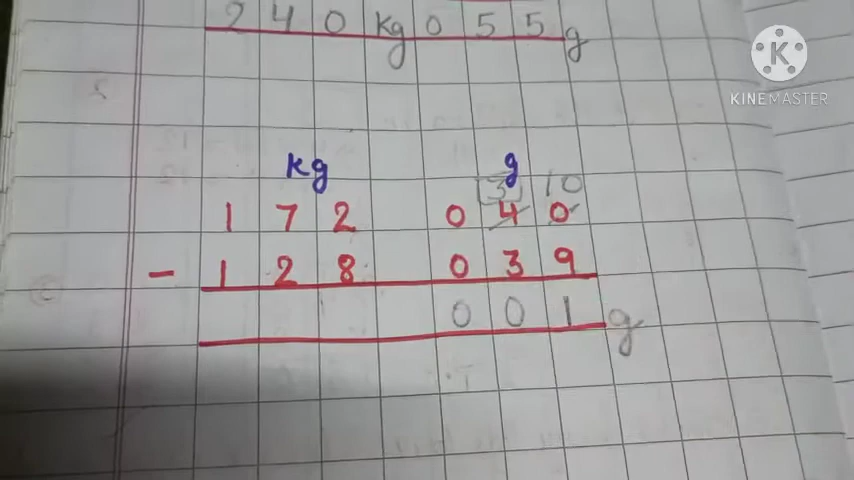 240 kg 055 g
KINEMASTER
kg g
3 10
172 040
- 128 039
001 g